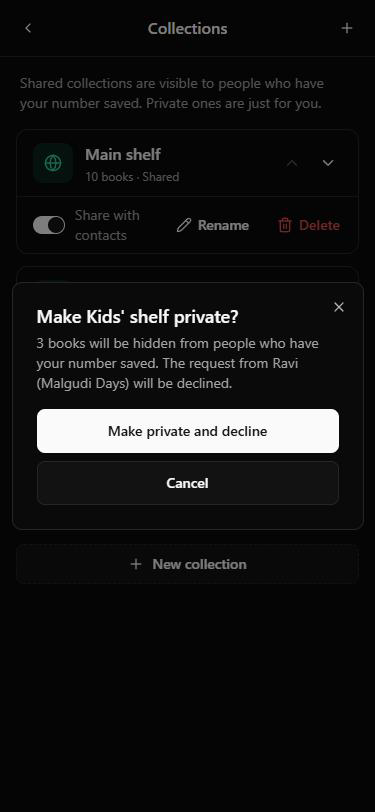 Collections
Shared collections are visible to people who have
your number saved. Private ones are just for you.
Main shelf
10 books · Shared
Share with
contacts
Rename
Delete
Make Kids' shelf private?
3 books will be hidden from people who have
your number saved. The request from Ravi
(Malgudi Days) will be declined.
Make private and decline
Cancel
New collection